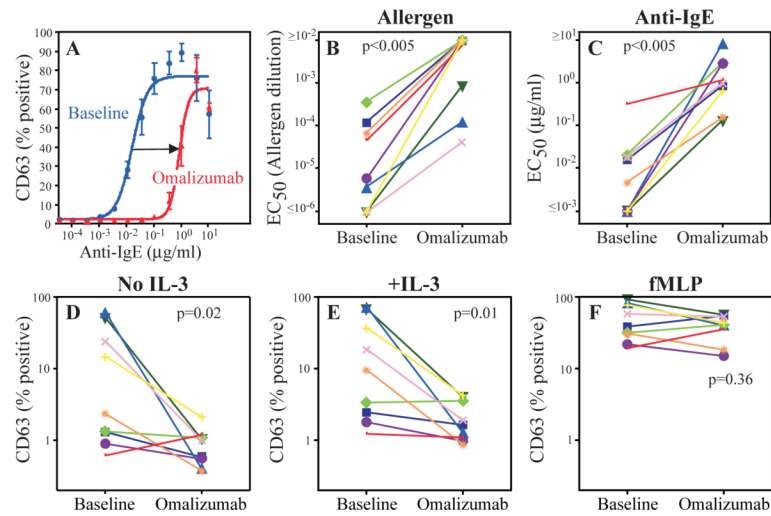 Allergen
Anti-IgE
A
Baseline
Omalizumab
CD63 (% positive)
100
90
80
70
60
50
40
30
20
10
0
10⁻⁴
10⁻³
10⁻²
10⁻¹
10⁰
10¹
Anti-IgE (µg/ml)
B
p<0.005
EC₅₀ (Allergen dilution)
≥10⁻²
10⁻³
10⁻⁴
10⁻⁵
≤10⁻⁶
Baseline
Omalizumab
C
p<0.005
EC₅₀ (µg/ml)
≥10¹
10⁰
10⁻¹
10⁻²
≤10⁻³
Baseline
Omalizumab
No IL-3
+IL-3
fMLP
D
p=0.02
CD63 (% positive)
100
10
1
Baseline
Omalizumab
E
p=0.01
CD63 (% positive)
100
10
1
Baseline
Omalizumab
F
p=0.36
CD63 (% positive)
100
10
1
Baseline
Omalizumab